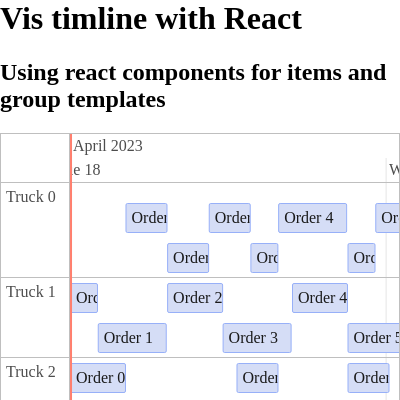 Vis timline with React
Using react components for items and
group templates
April 2023
e 18
W
Truck 0
Order
Order
Order 4
Or
Order
Ord
Ord
Truck 1
Ord
Order 2
Order 4
Order 1
Order 3
Order 5
Truck 2
Order 0
Order
Order